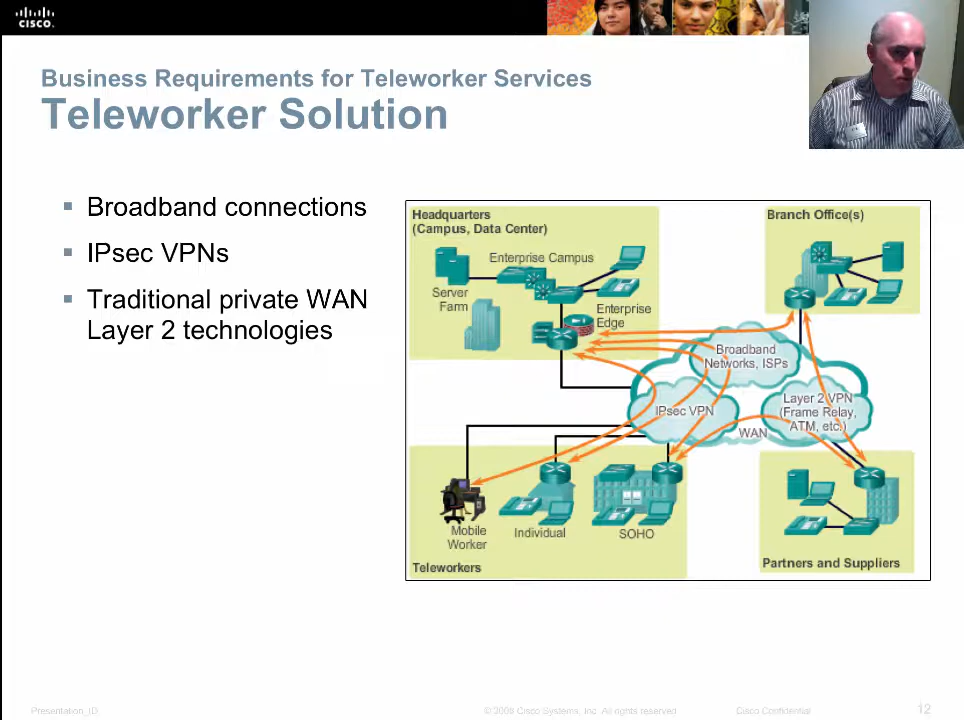 CISCO.
Business Requirements for Teleworker Services
Teleworker Solution
Broadband connections
IPsec VPNs
Traditional private WAN
Layer 2 technologies
Headquarters
(Campus, Data Center)
Enterprise Campus
Server
Farm
Enterprise
Edge
Branch Office(s)
Broadband
Networks, ISPs
IPsec VPN
Layer 2 VPN
(Frame Relay,
ATM, etc.)
WAN
Mobile
Worker
Individual
SOHO
Teleworkers
Partners and Suppliers
Presentation_ID
© 2009 Cisco Systems, Inc. All rights reserved.
Cisco Confidential
12